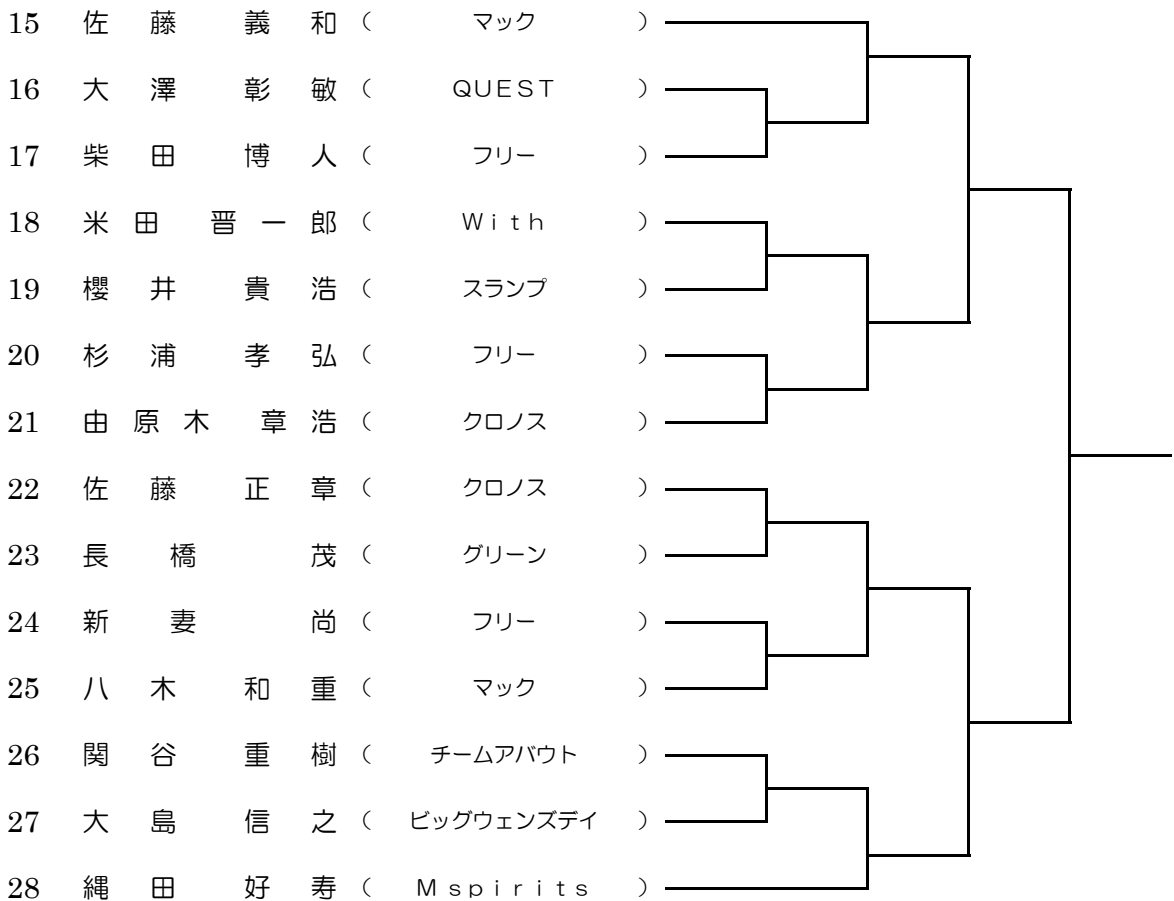 15 佐藤 義和 ( マック )
16 大澤 彰敏 ( QUEST )
17 柴田 博人 ( フリー )
18 米田 晋一郎 ( With )
19 櫻井 貴浩 ( スランプ )
20 杉浦 孝弘 ( フリー )
21 由原木 章浩 ( クロノス )
22 佐藤 正章 ( クロノス )
23 長橋 茂 ( グリーン )
24 新妻 尚 ( フリー )
25 八木 和重 ( マック )
26 関谷 重樹 ( チームアバウト )
27 大島 信之 ( ビッグウェンズデイ )
28 縄田 好寿 ( Mspirits )